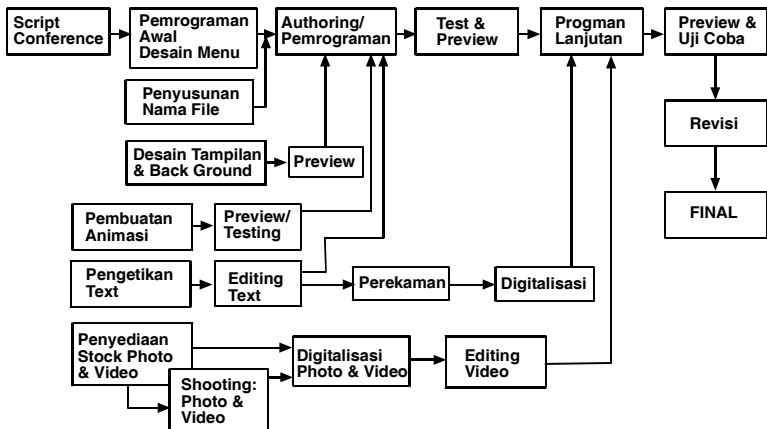 Script
Conference
Pemrograman
Awal
Desain Menu
Authoring/
Pemrograman
Test &
Preview
Progman
Lanjutan
Preview &
Uji Coba
Penyusunan
Nama File
Revisi
Desain Tampilan
& Back Ground
Preview
FINAL
Pembuatan
Animasi
Preview/
Testing
Pengetikan
Text
Editing
Text
Perekaman
Digitalisasi
Penyediaan
Stock Photo
& Video
Shooting:
Photo &
Video
Digitalisasi
Photo & Video
Editing
Video